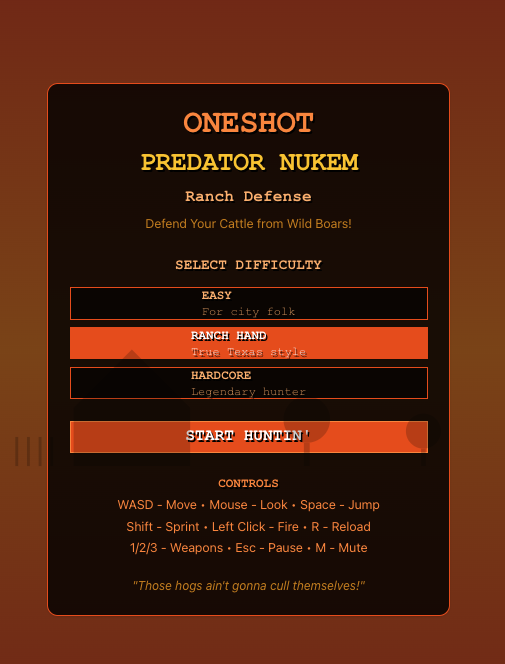 ONESHOT
PREDATOR NUKEM
Ranch Defense
Defend Your Cattle from Wild Boars!
SELECT DIFFICULTY
EASY
For city folk
RANCH HAND
True Texas style
HARDCORE
Legendary hunter
START HUNTIN'
CONTROLS
WASD - Move • Mouse - Look • Space - Jump
Shift - Sprint • Left Click - Fire • R - Reload
1/2/3 - Weapons • Esc - Pause • M - Mute
"Those hogs ain't gonna cull themselves!"